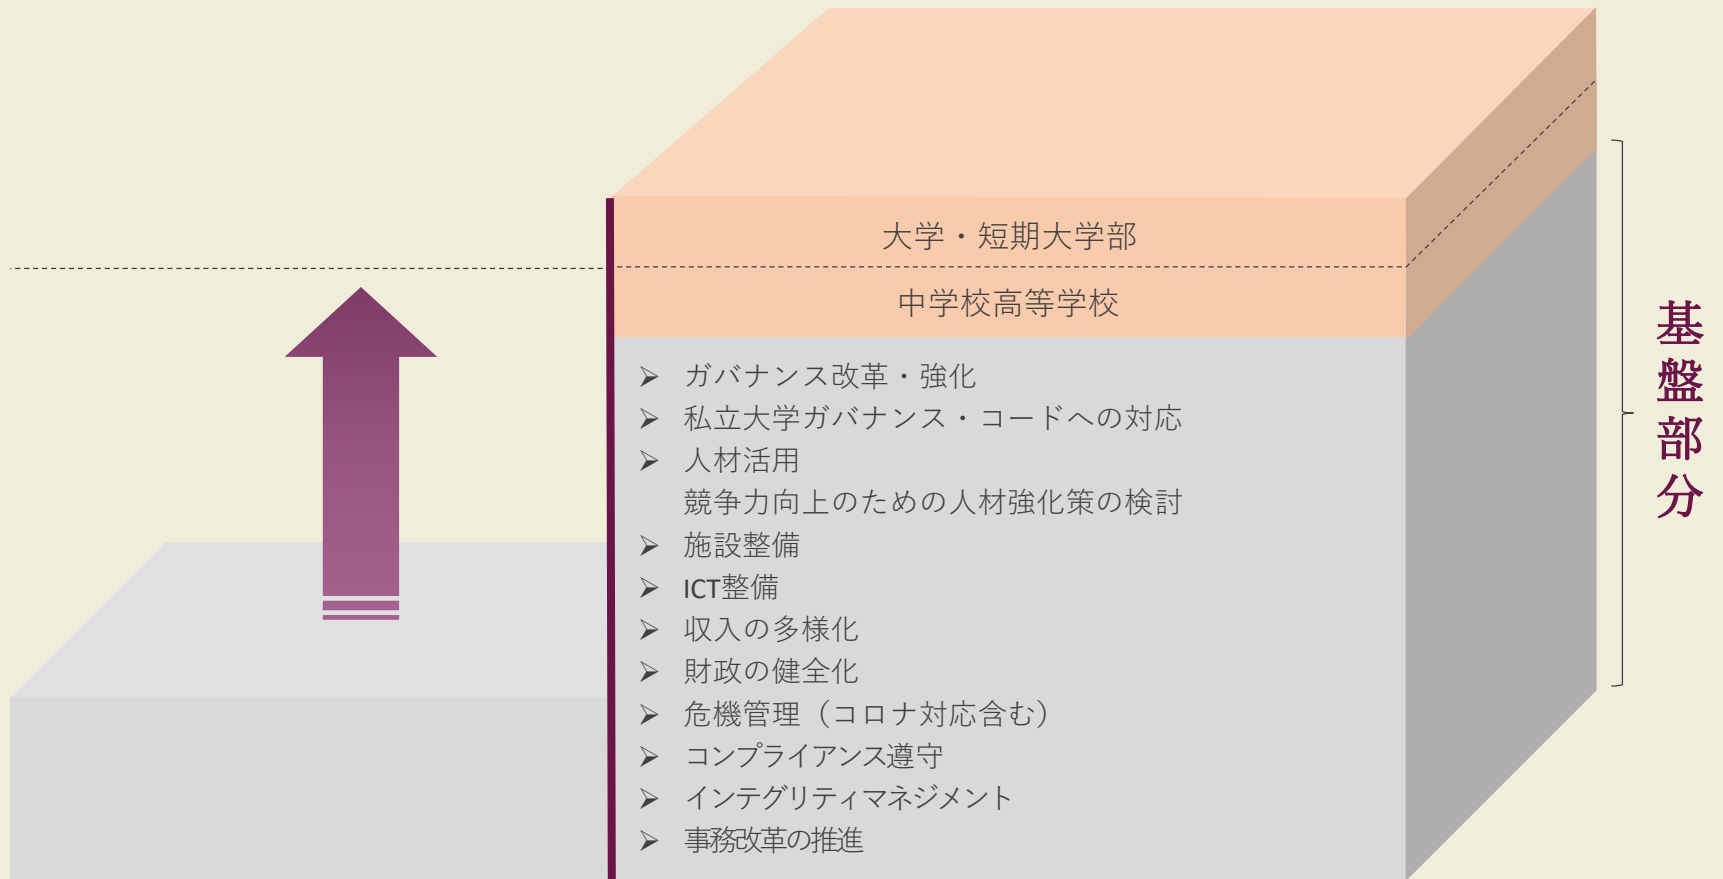 大学・短期大学部
中学校高等学校
➢ ガバナンス改革・強化
➢ 私立大学ガバナンス・コードへの対応
➢ 人材活用
競争力向上のための人材強化策の検討
➢ 施設整備
➢ ICT整備
➢ 収入の多様化
➢ 財政の健全化
➢ 危機管理（コロナ対応含む）
➢ コンプライアンス遵守
➢ インテグリティマネジメント
➢ 事務改革の推進
基盤部分